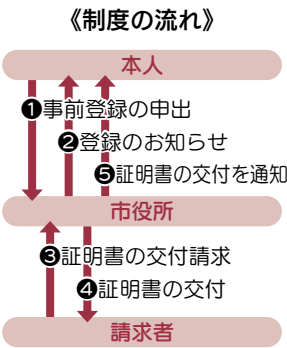 《制度の流れ》
本人
❶事前登録の申出
❷登録のお知らせ
❺証明書の交付を通知
市役所
❸証明書の交付請求
❹証明書の交付
請求者